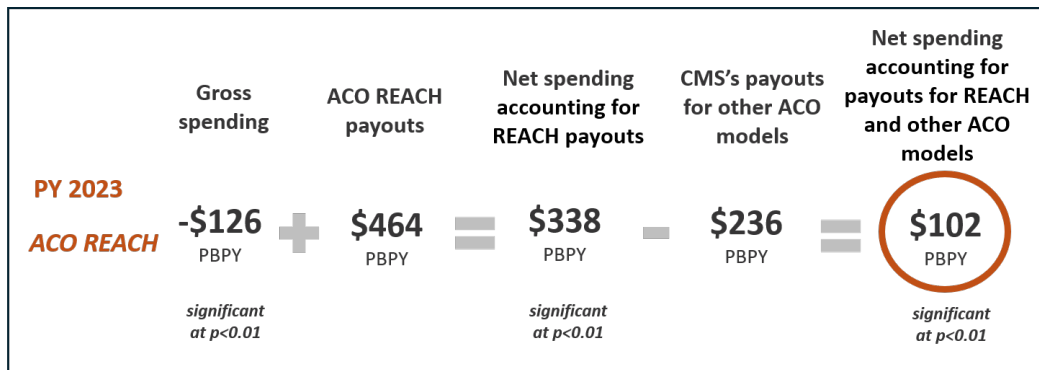 Gross
spending
ACO REACH
payouts
Net spending
accounting for
REACH payouts
CMS's payouts
for other ACO
models
Net spending
accounting for
payouts for REACH
and other ACO
models
PY 2023
ACO REACH
-$126
PBPY
+
$464
PBPY
=
$338
PBPY
-
$236
PBPY
=
$102
PBPY
significant
at p<0.01
significant
at p<0.01
significant
at p<0.01